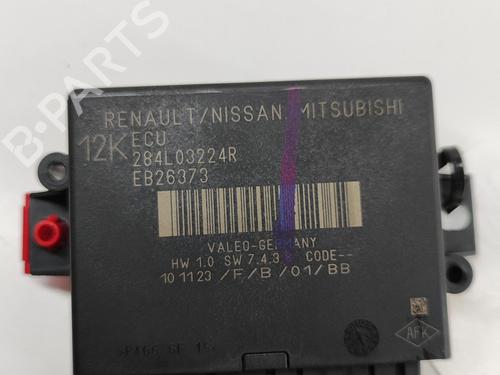 RENAULT/NISSAN MITSUBISHI
12K ECU
284L03224R
EB26373
VALEO-GERMANY
HW 1.0 SW 7.4.3 CODE--
101123 /F/B/01/BB
AFK
B-PARTS